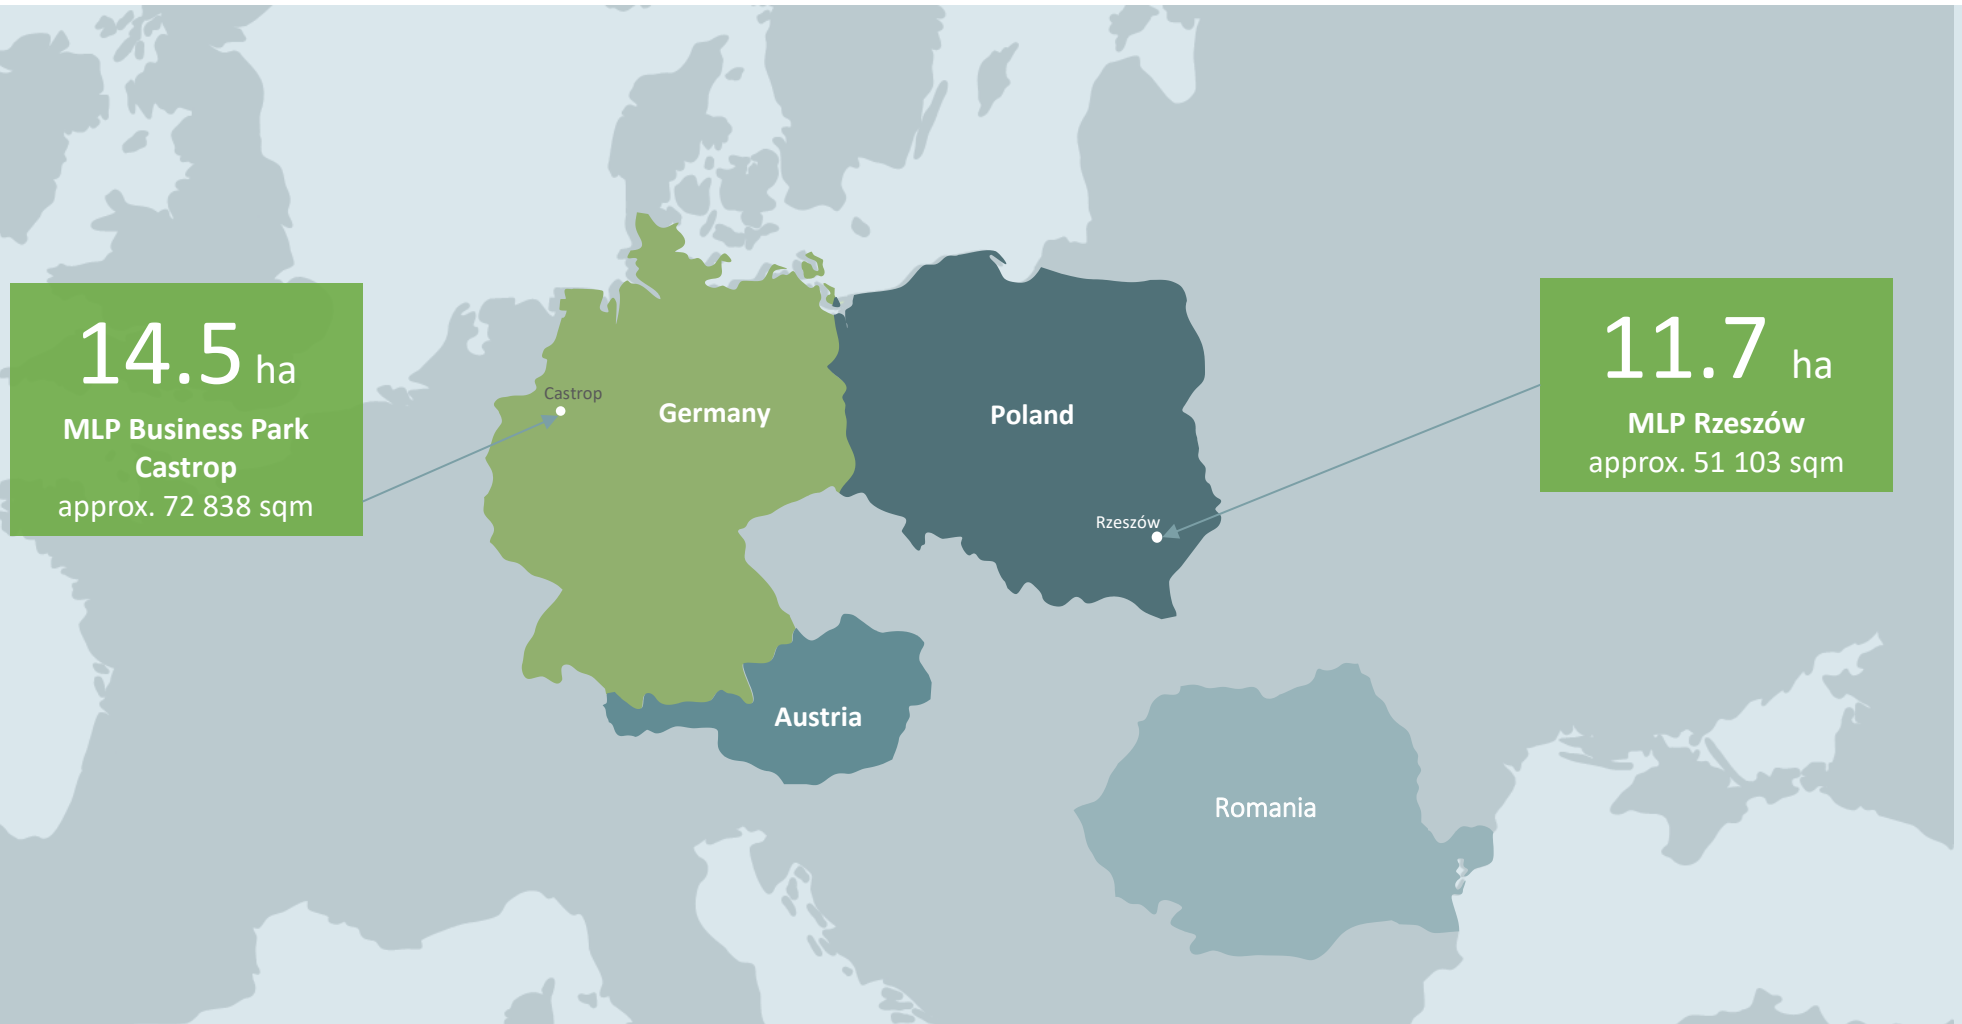 14.5 ha
MLP Business Park
Castrop
approx. 72 838 sqm
Castrop
Germany
Poland
Rzeszów
Austria
Romania
11.7 ha
MLP Rzeszów
approx. 51 103 sqm